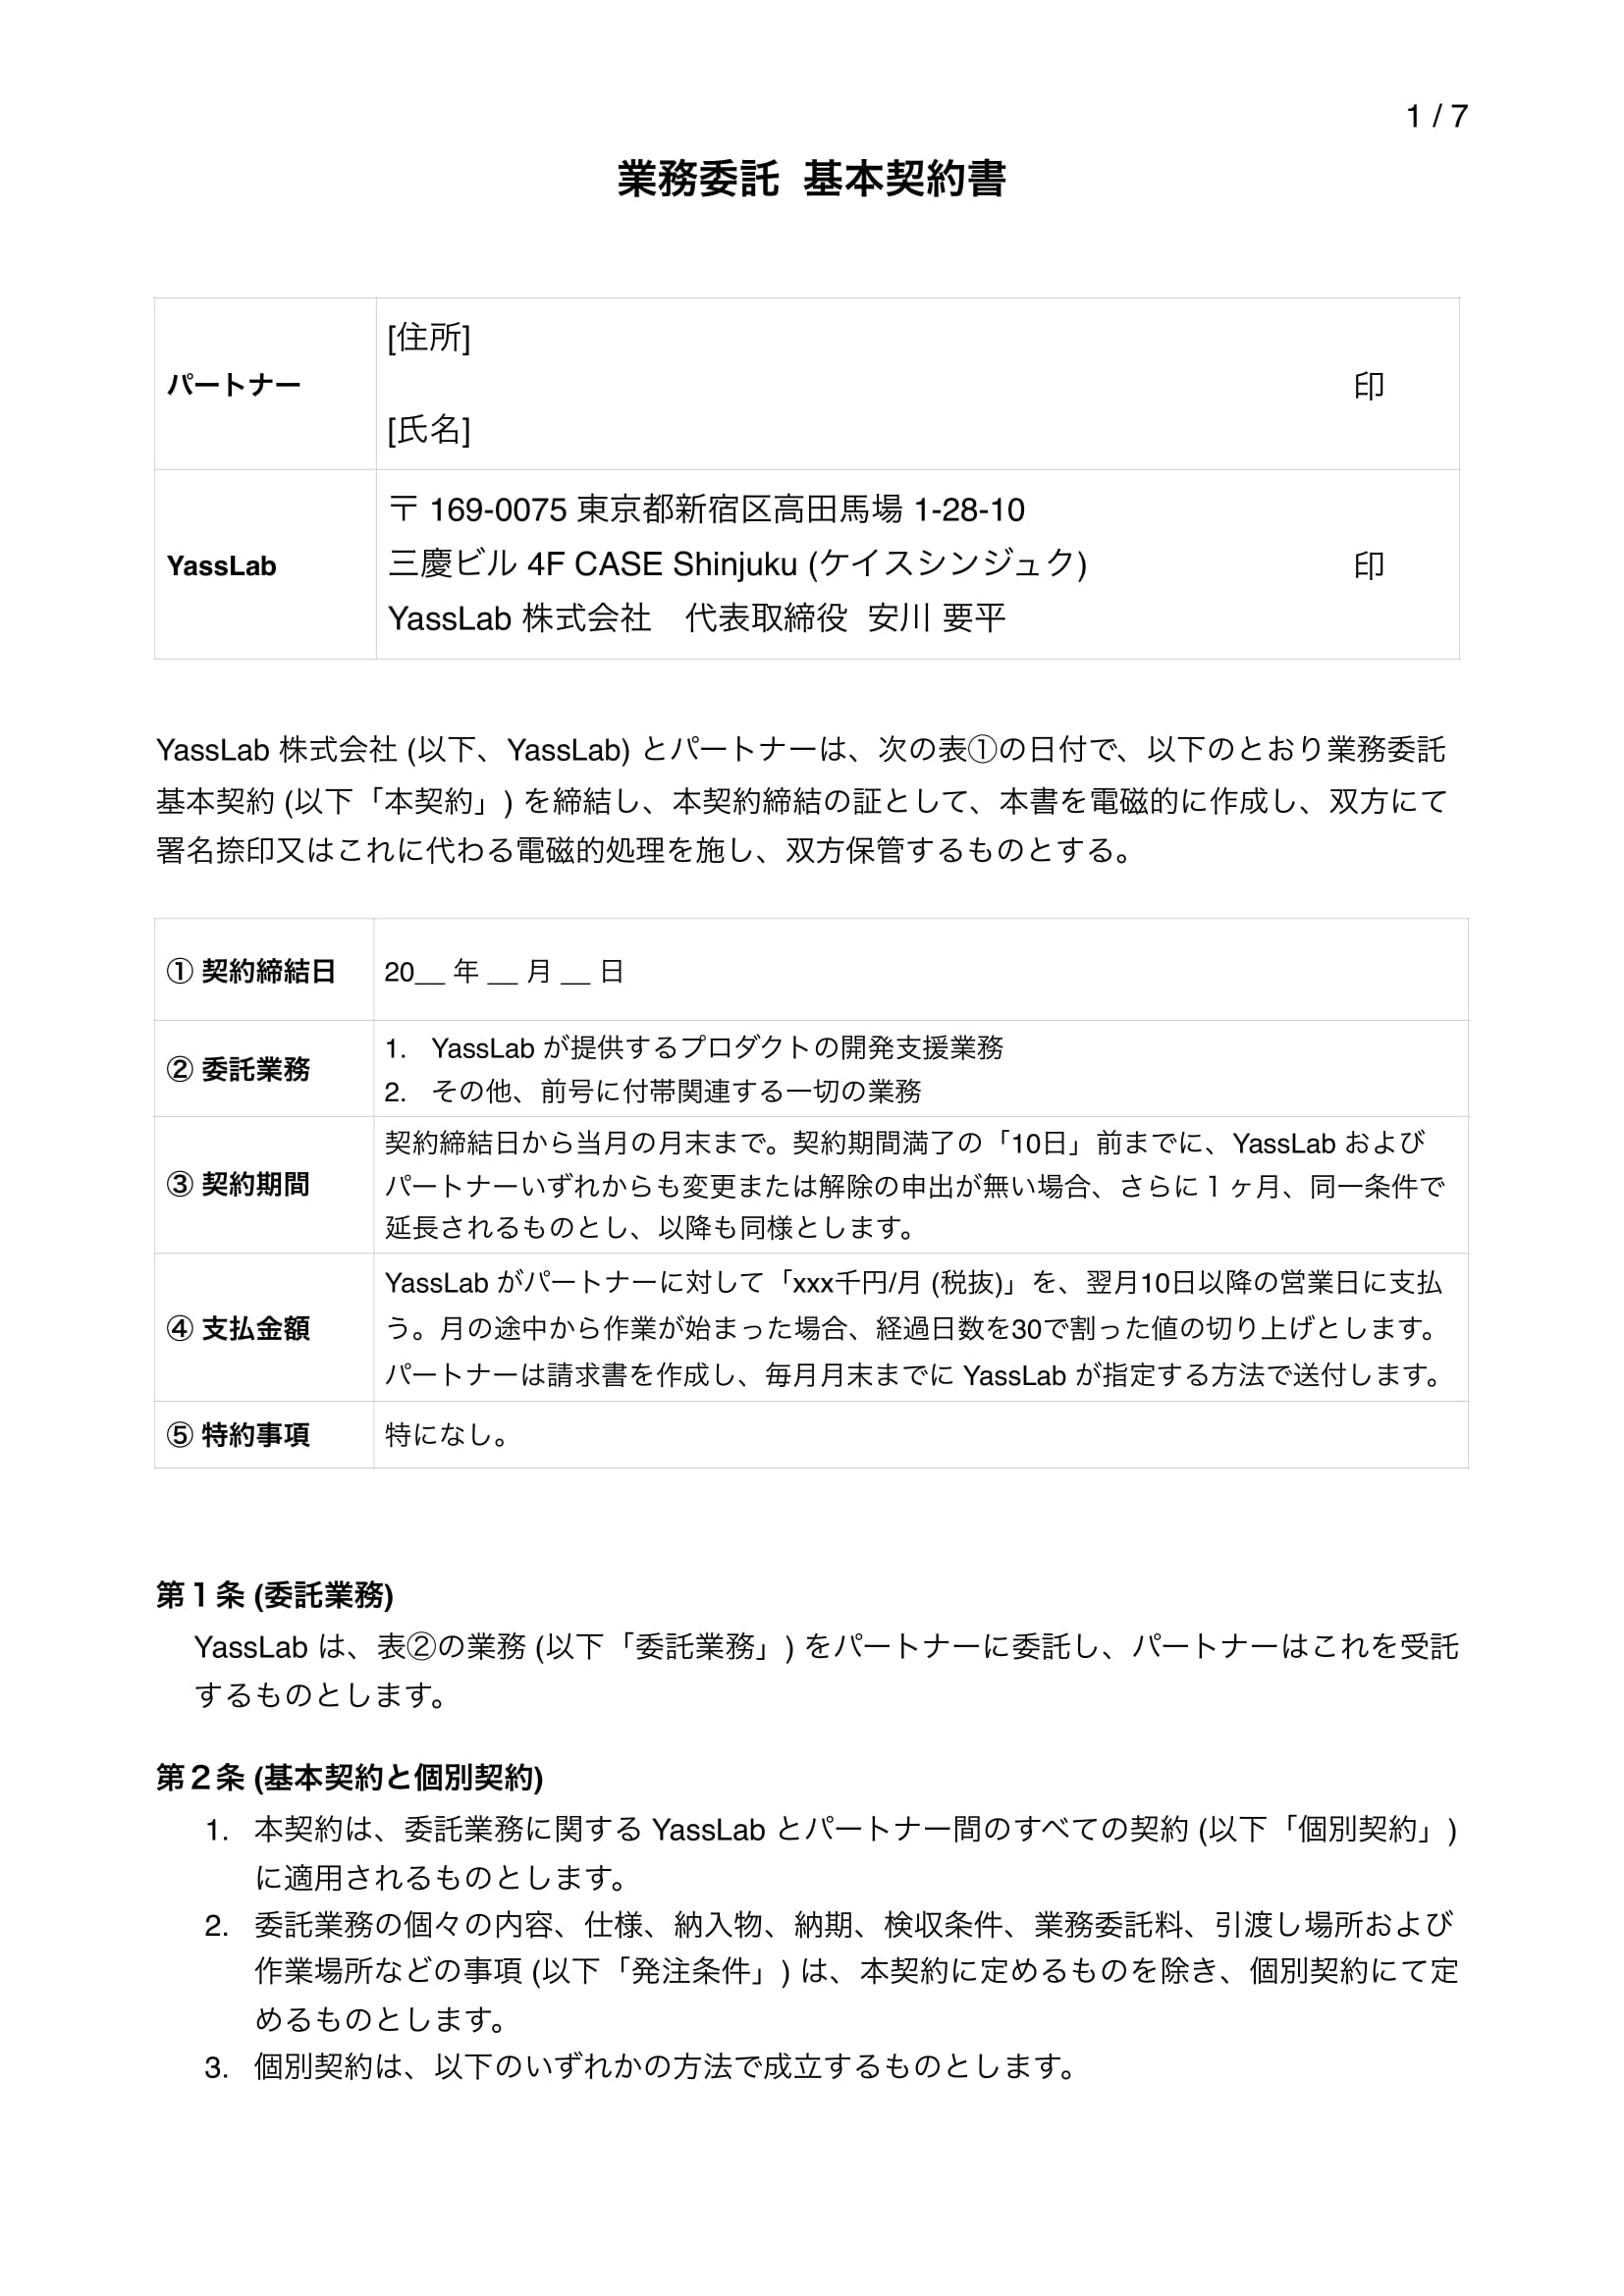 1 / 7
業務委託 基本契約書
[住所]
パートナー
印
[氏名]
〒 169-0075 東京都新宿区高田馬場 1-28-10
三慶ビル 4F CASE Shinjuku (ケイスシンジュク)
YassLab
印
YassLab 株式会社　代表取締役 安川 要平
YassLab 株式会社 (以下、YassLab) とパートナーは、次の表①の日付で、以下のとおり業務委託
基本契約 (以下「本契約」) を締結し、本契約締結の証として、本書を電磁的に作成し、双方にて
署名捺印又はこれに代わる電磁的処理を施し、双方保管するものとする。
① 契約締結日
20__ 年 __ 月 __ 日
② 委託業務
1. YassLab が提供するプロダクトの開発支援業務
2. その他、前号に付帯関連する一切の業務
③ 契約期間
契約締結日から当月の月末まで。契約期間満了の「10日」前までに、YassLab および
パートナーいずれからも変更または解除の申出が無い場合、さらに１ヶ月、同一条件で
延長されるものとし、以降も同様とします。
④ 支払金額
YassLab がパートナーに対して「xxx千円/月 (税抜)」を、翌月10日以降の営業日に支払
う。月の途中から作業が始まった場合、経過日数を30で割った値の切り上げとします。
パートナーは請求書を作成し、毎月月末までに YassLab が指定する方法で送付します。
⑤ 特約事項
特になし。
第１条 (委託業務)
YassLab は、表②の業務 (以下「委託業務」) をパートナーに委託し、パートナーはこれを受託
するものとします。
第２条 (基本契約と個別契約)
1. 本契約は、委託業務に関する YassLab とパートナー間のすべての契約 (以下「個別契約」)
に適用されるものとします。
2. 委託業務の個々の内容、仕様、納入物、納期、検収条件、業務委託料、引渡し場所および
作業場所などの事項 (以下「発注条件」) は、本契約に定めるものを除き、個別契約にて定
めるものとします。
3. 個別契約は、以下のいずれかの方法で成立するものとします。